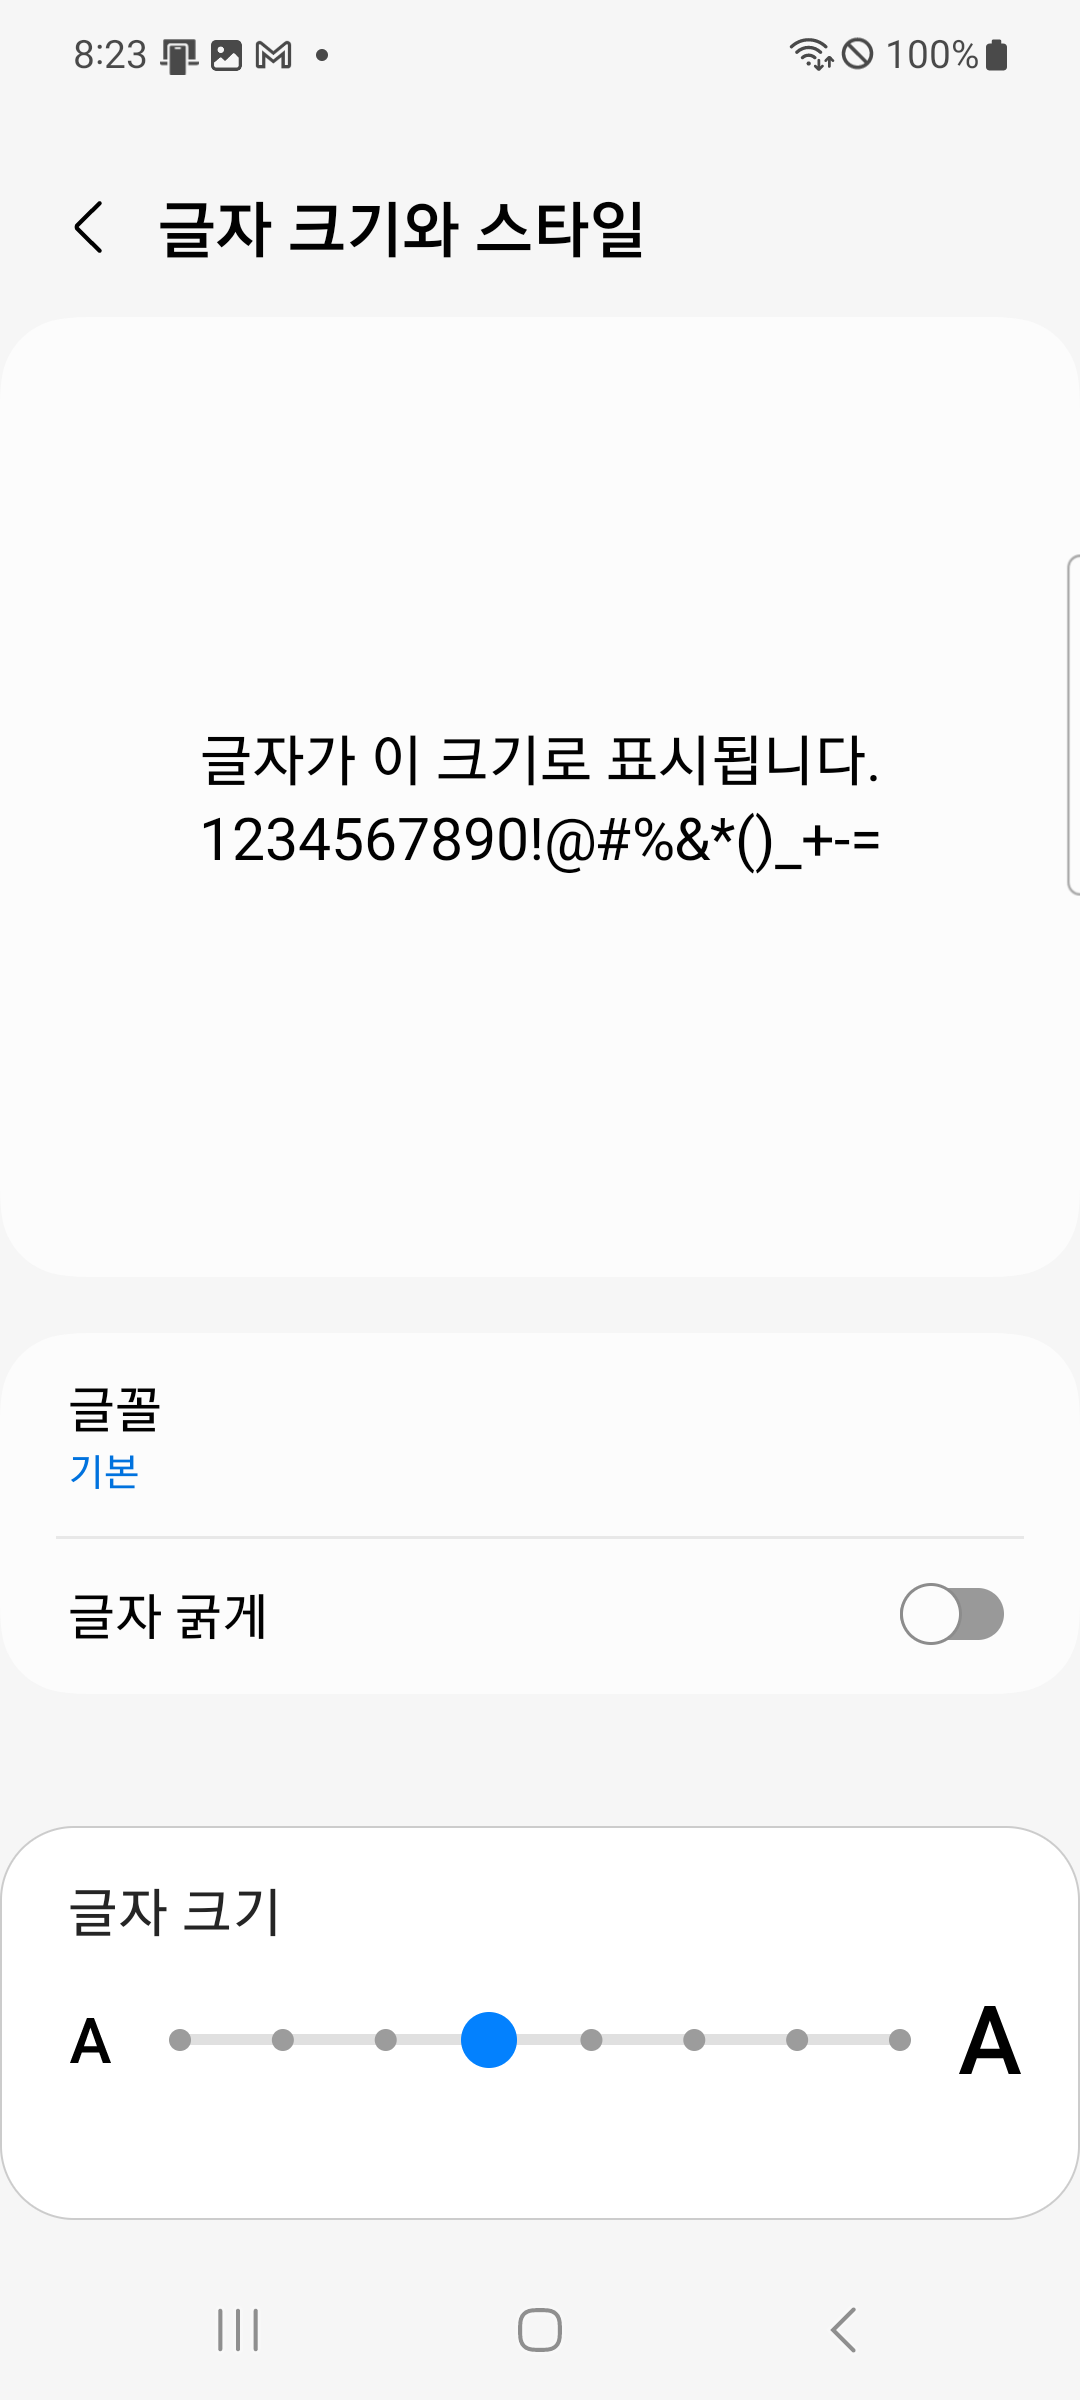 8:23
100%
글자 크기와 스타일
글자가 이 크기로 표시됩니다.
1234567890!@#%&*()_+-=
글꼴
기본
글자 굵게
글자 크기
A A